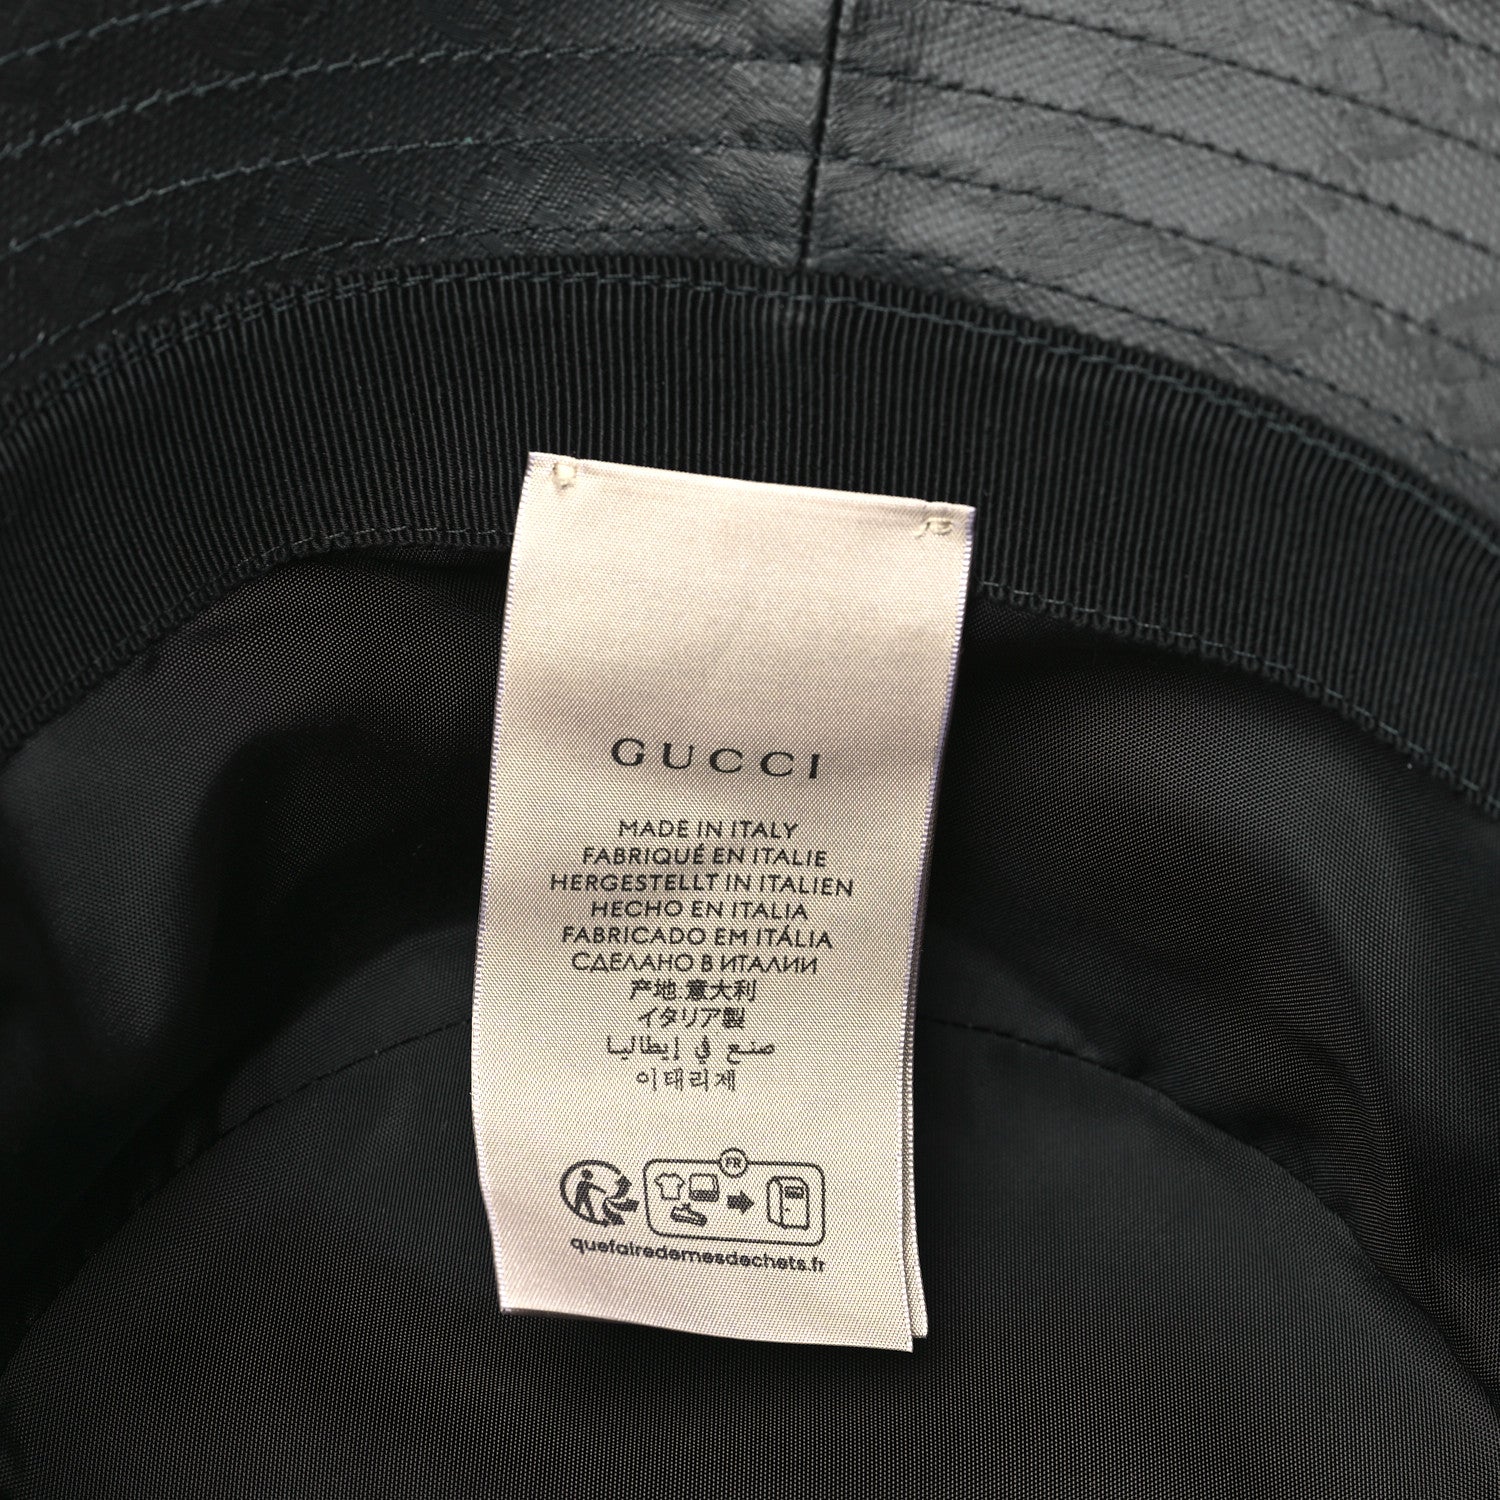 GUCCI
MADE IN ITALY
FABRIQUÉ EN ITALIE
HERGESTELLT IN ITALIEN
HECHO EN ITALIA
FABRICADO EM ITÁLIA
СДЕЛАНО В ИТАЛИИ
产地:意大利
イタリア製
صنع في إيطاليا
이태리제
FR
quefairedemesdechets.fr